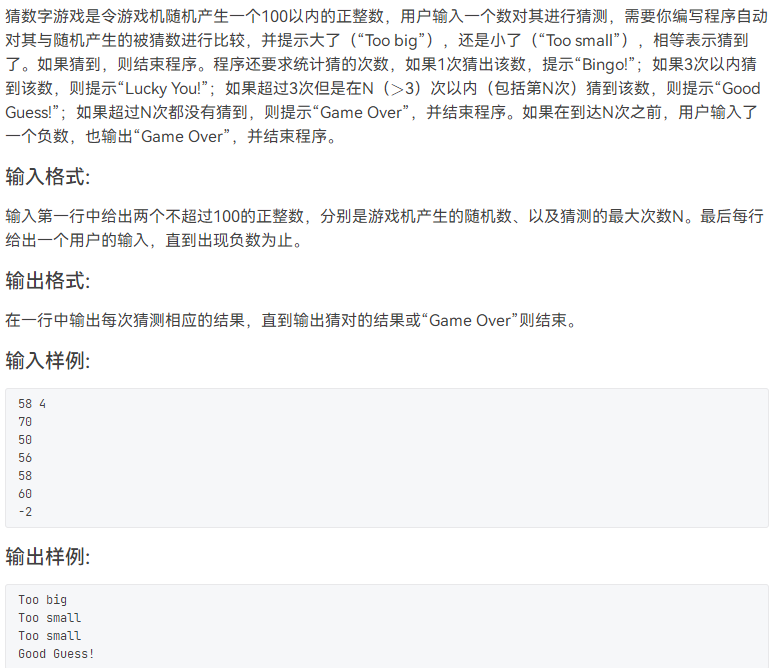 猜数字游戏是令游戏机随机产生一个100以内的正整数，用户输入一个数对其进行猜测，需要你编写程序自动
对其与随机产生的被猜数进行比较，并提示大了（“Too big”），还是小了（“Too small”），相等表示猜到
了。如果猜到，则结束程序。程序还要求统计猜的次数，如果1次猜出该数，提示“Bingo!”；如果3次以内猜
到该数，则提示“Lucky You!”；如果超过3次但是在N（>3）次以内（包括第N次）猜到该数，则提示“Good
Guess!”；如果超过N次都没有猜到，则提示“Game Over”，并结束程序。如果在到达N次之前，用户输入了
一个负数，也输出“Game Over”，并结束程序。
输入格式:
输入第一行中给出两个不超过100的正整数，分别是游戏机产生的随机数、以及猜测的最大次数N。最后每行
给出一个用户的输入，直到出现负数为止。
输出格式:
在一行中输出每次猜测相应的结果，直到输出猜对的结果或“Game Over”则结束。
输入样例:
58 4
70
50
56
58
60
-2
输出样例:
Too big
Too small
Too small
Good Guess!